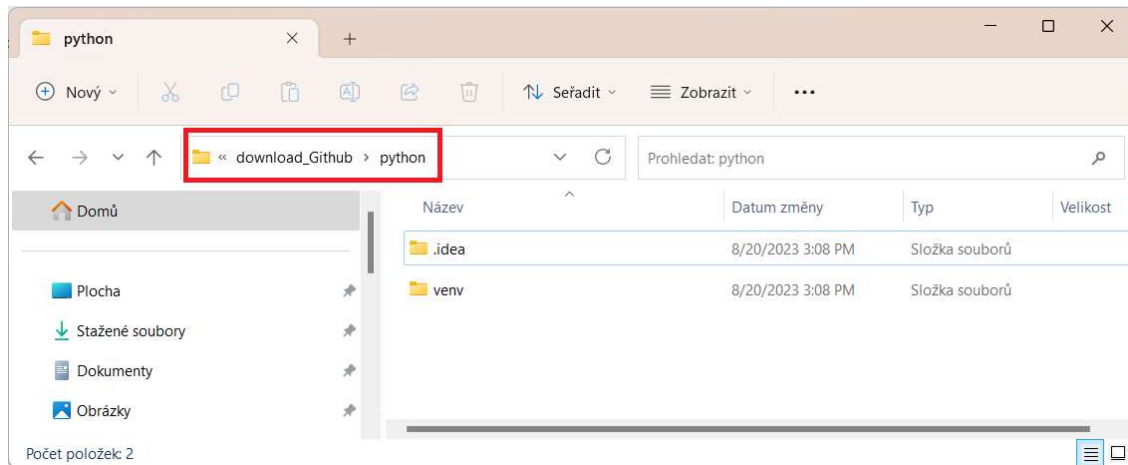 python
Nový
Seřadit
Zobrazit
« download_Github > python
Prohledat: python
Domů
Název Datum změny Typ Velikost
.idea 8/20/2023 3:08 PM Složka souborů
venv 8/20/2023 3:08 PM Složka souborů
Plocha
Stažené soubory
Dokumenty
Obrázky
Počet položek: 2